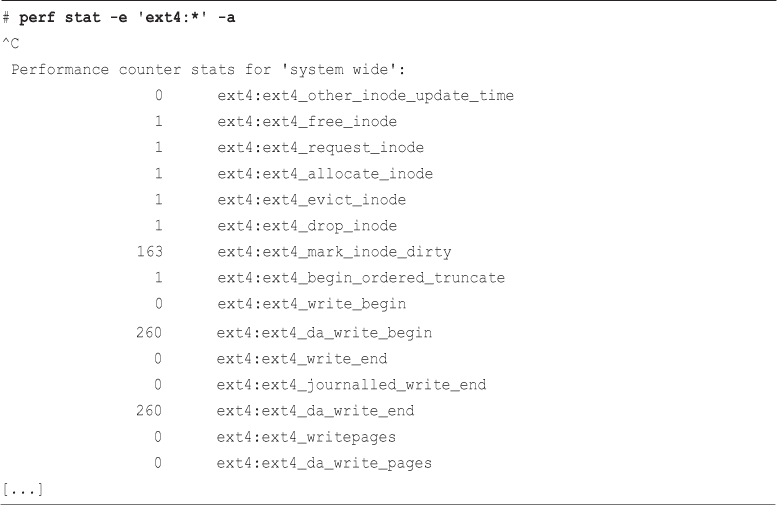 # perf stat -e 'ext4:*' -a
^C
 Performance counter stats for 'system wide':
                 0      ext4:ext4_other_inode_update_time
                 1      ext4:ext4_free_inode
                 1      ext4:ext4_request_inode
                 1      ext4:ext4_allocate_inode
                 1      ext4:ext4_evict_inode
                 1      ext4:ext4_drop_inode
               163      ext4:ext4_mark_inode_dirty
                 1      ext4:ext4_begin_ordered_truncate
                 0      ext4:ext4_write_begin
               260      ext4:ext4_da_write_begin
                 0      ext4:ext4_write_end
                 0      ext4:ext4_journalled_write_end
               260      ext4:ext4_da_write_end
                 0      ext4:ext4_writepages
                 0      ext4:ext4_da_write_pages
[...]